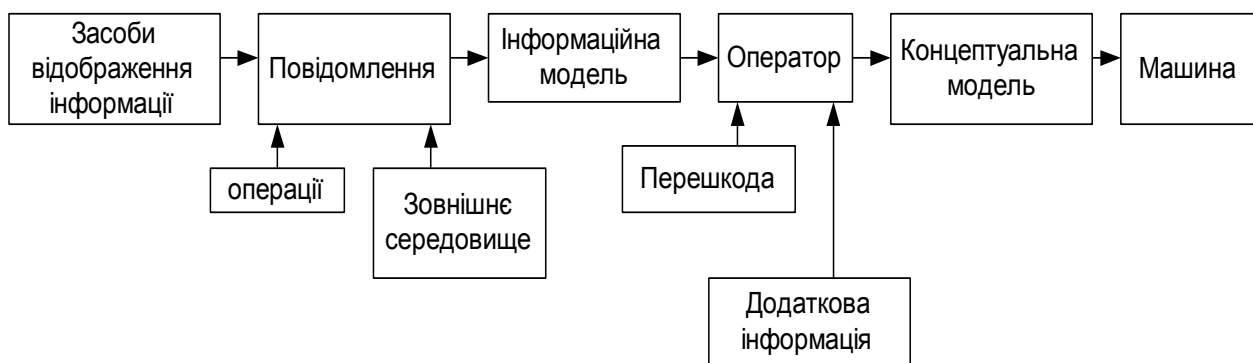 Засоби
відображення
інформації
Повідомлення
Інформаційна
модель
Оператор
Концептуальна
модель
Машина
операції
Зовнішнє
середовище
Перешкода
Додаткова
інформація